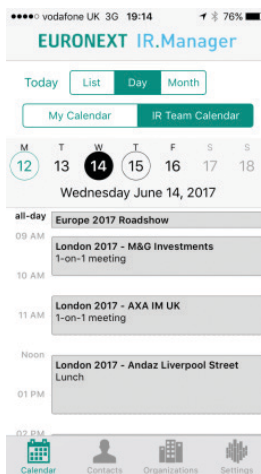 vodafone UK 3G 19:14 76%
EURONEXT IR.Manager
Today List Day Month
My Calendar IR Team Calendar
M T W T F S S
12 13 14 15 16 17 18
Wednesday June 14, 2017
all-day Europe 2017 Roadshow
09 AM
London 2017 - M&G Investments
1-on-1 meeting
10 AM
London 2017 - AXA IM UK
11 AM 1-on-1 meeting
Noon
London 2017 - Andaz Liverpool Street
Lunch
01 PM
02 PM
Calendar Contacts Organizations Settings